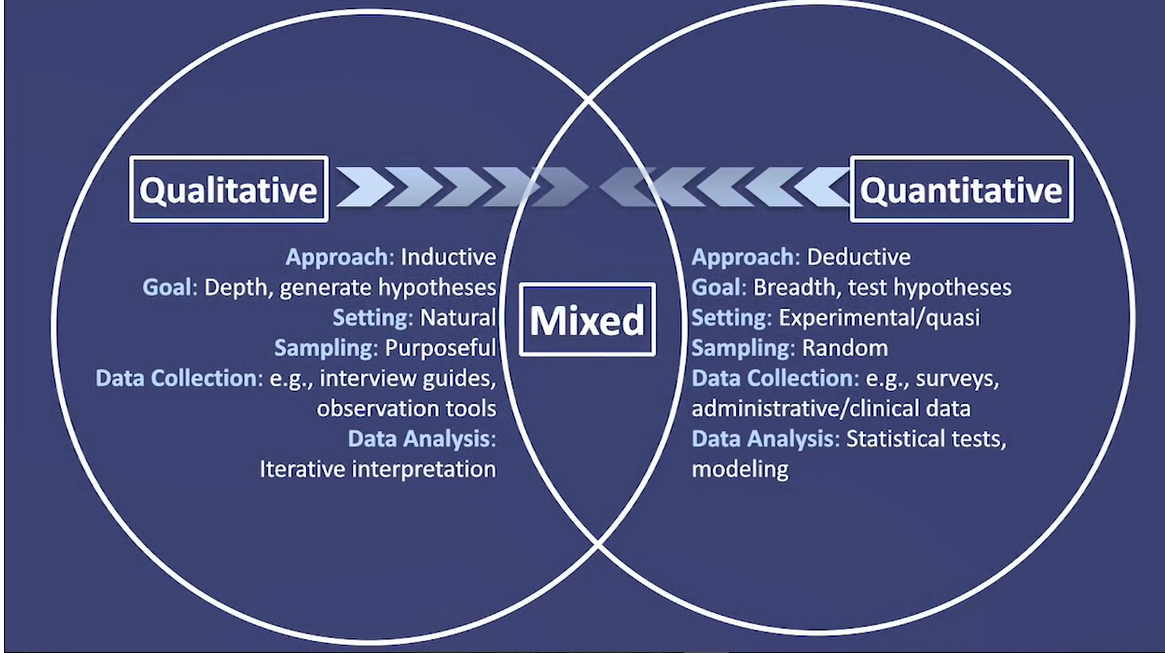 Qualitative
Approach: Inductive
Goal: Depth, generate hypotheses
Setting: Natural
Sampling: Purposeful
Data Collection: e.g., interview guides,
observation tools
Data Analysis:
Iterative interpretation
Mixed
Quantitative
Approach: Deductive
Goal: Breadth, test hypotheses
Setting: Experimental/quasi
Sampling: Random
Data Collection: e.g., surveys,
administrative/clinical data
Data Analysis: Statistical tests,
modeling